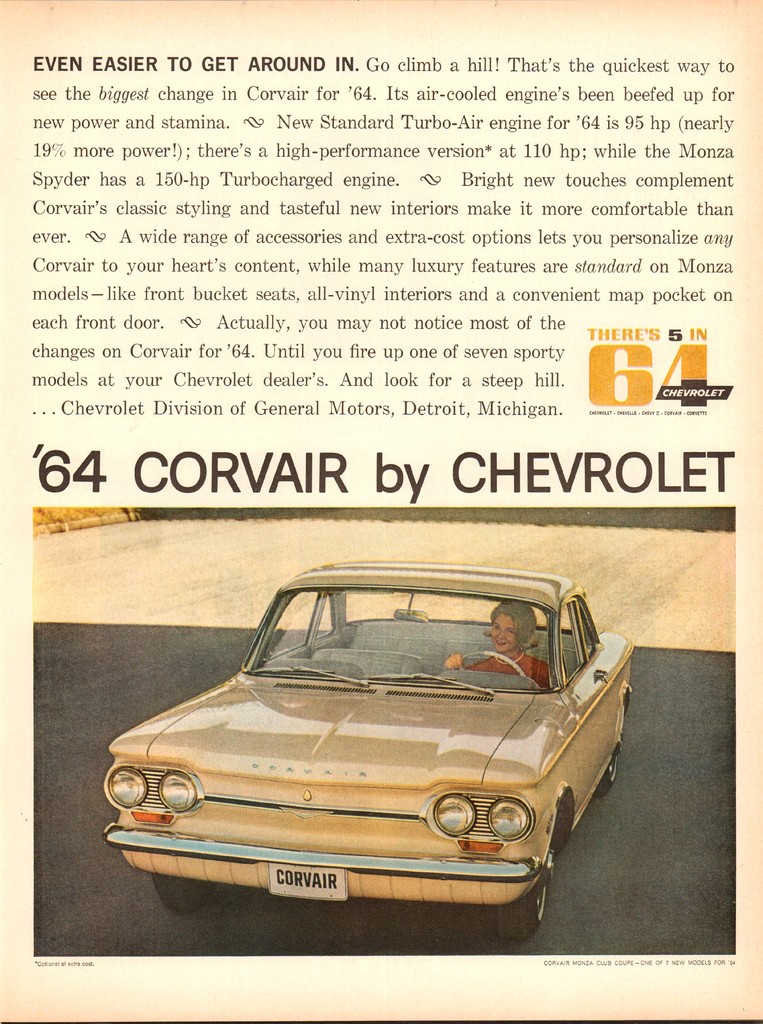 EVEN EASIER TO GET AROUND IN. Go climb a hill! That's the quickest way to
see the biggest change in Corvair for '64. Its air-cooled engine's been beefed up for
new power and stamina. New Standard Turbo-Air engine for '64 is 95 hp (nearly
19% more power!); there's a high-performance version* at 110 hp; while the Monza
Spyder has a 150-hp Turbocharged engine. Bright new touches complement
Corvair's classic styling and tasteful new interiors make it more comfortable than
ever. A wide range of accessories and extra-cost options lets you personalize any
Corvair to your heart's content, while many luxury features are standard on Monza
models—like front bucket seats, all-vinyl interiors and a convenient map pocket on
each front door. Actually, you may not notice most of the
changes on Corvair for '64. Until you fire up one of seven sporty
models at your Chevrolet dealer's. And look for a steep hill.
. . . Chevrolet Division of General Motors, Detroit, Michigan.
THERE'S 5 IN
64
CHEVROLET
CHEVROLET • CHEVELLE • CHEVY II • CORVAIR • CORVETTE
'64 CORVAIR by CHEVROLET
CORVAIR
CORVAIR
*Optional at extra cost.
CORVAIR MONZA CLUB COUPE—ONE OF 7 NEW MODELS FOR '64